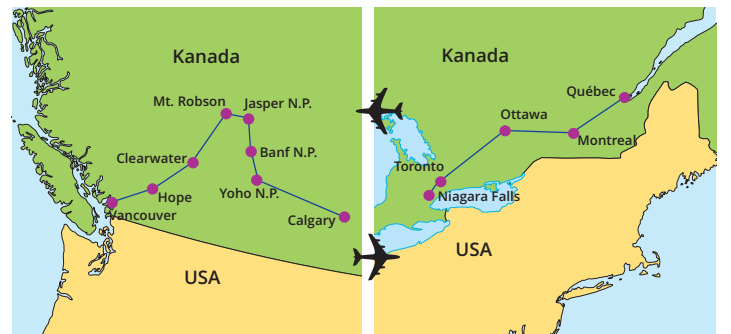 Kanada
Mt. Robson
Jasper N.P.
Clearwater
Banf N.P.
Hope
Yoho N.P.
Vancouver
Calgary
USA
Kanada
Québec
Ottawa
Montreal
Toronto
Niagara Falls
USA